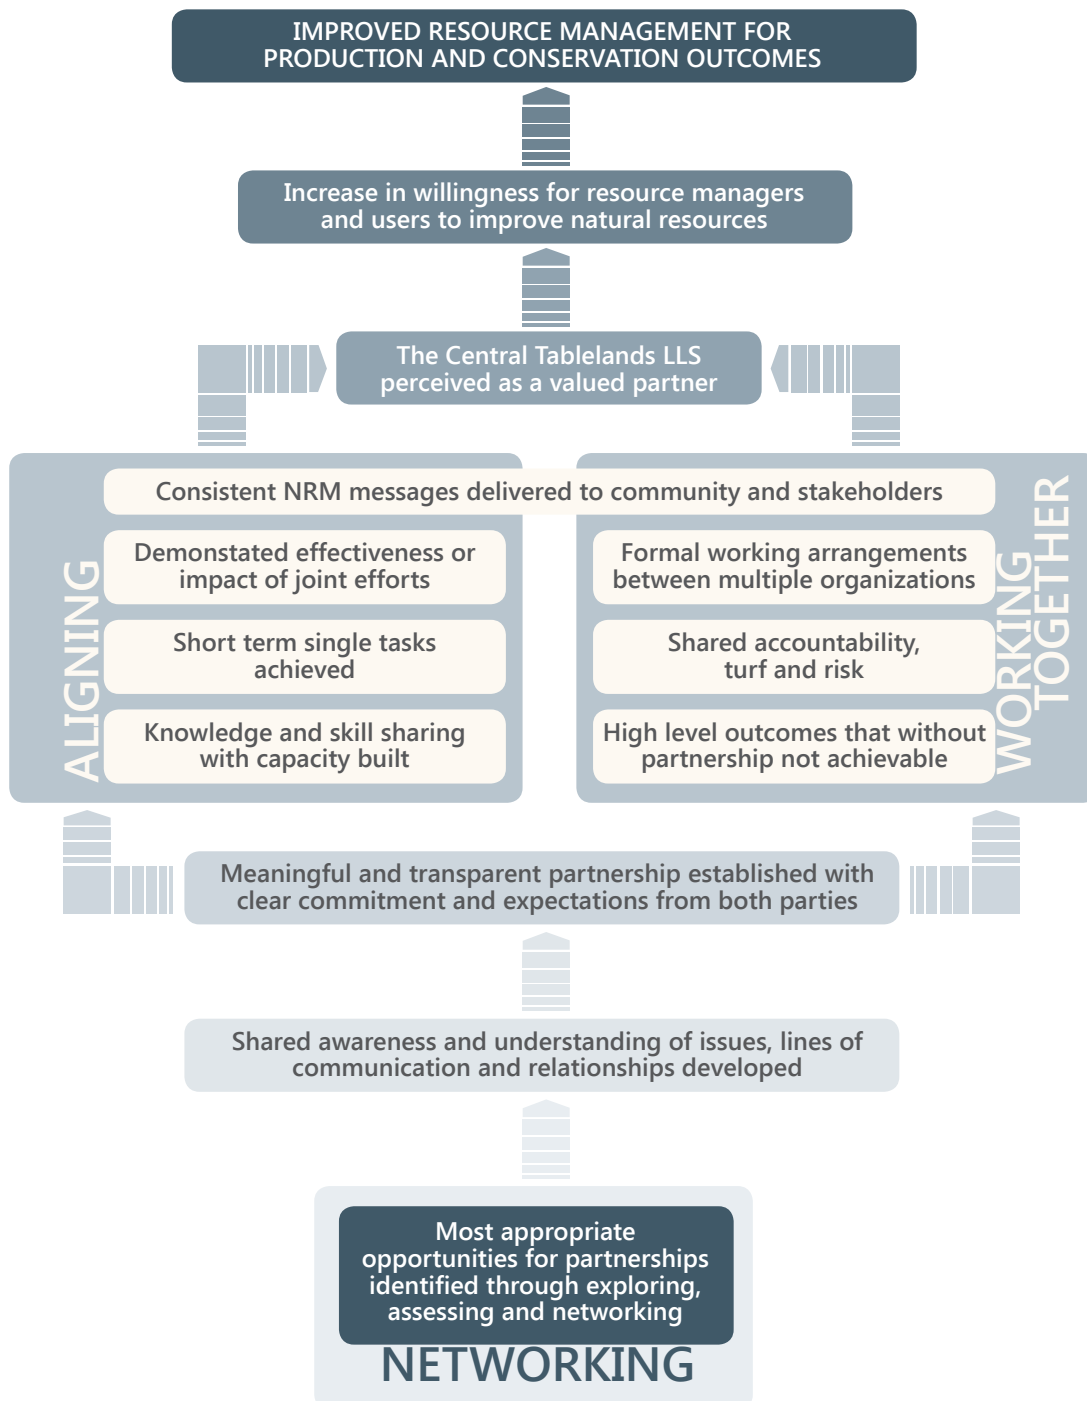 IMPROVED RESOURCE MANAGEMENT FOR
PRODUCTION AND CONSERVATION OUTCOMES
Increase in willingness for resource managers
and users to improve natural resources
The Central Tablelands LLS
perceived as a valued partner
Consistent NRM messages delivered to community and stakeholders
ALIGNING
Demonstated effectiveness or
impact of joint efforts
Short term single tasks
achieved
Knowledge and skill sharing
with capacity built
Formal working arrangements
between multiple organizations
Shared accountability,
turf and risk
High level outcomes that without
partnership not achievable
WORKING
TOGETHER
Meaningful and transparent partnership established with
clear commitment and expectations from both parties
Shared awareness and understanding of issues, lines of
communication and relationships developed
Most appropriate
opportunities for partnerships
identified through exploring,
assessing and networking
NETWORKING